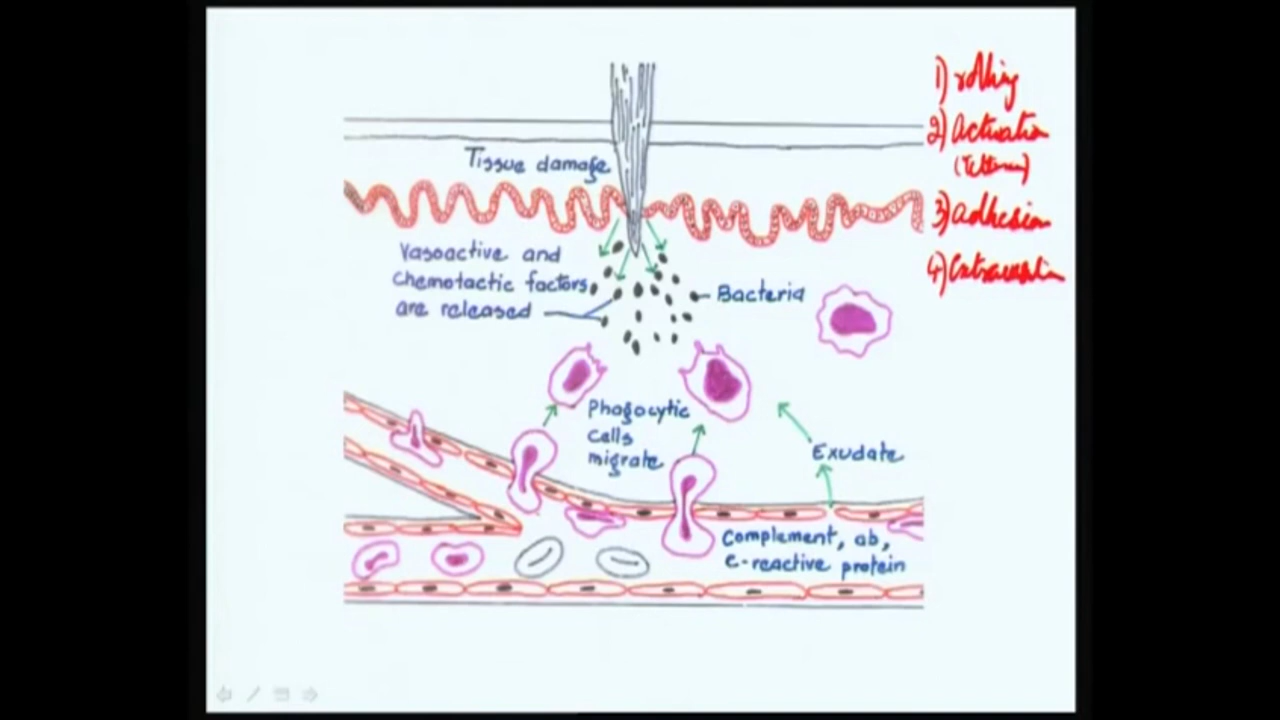 Tissue damage
Vasoactive and
chemotactic factors
are released
Bacteria
Phagocytic
cells
migrate
Exudate
Complement, ab,
c-reactive protein
1) rolling
2) Activation
3) adhesion
4)